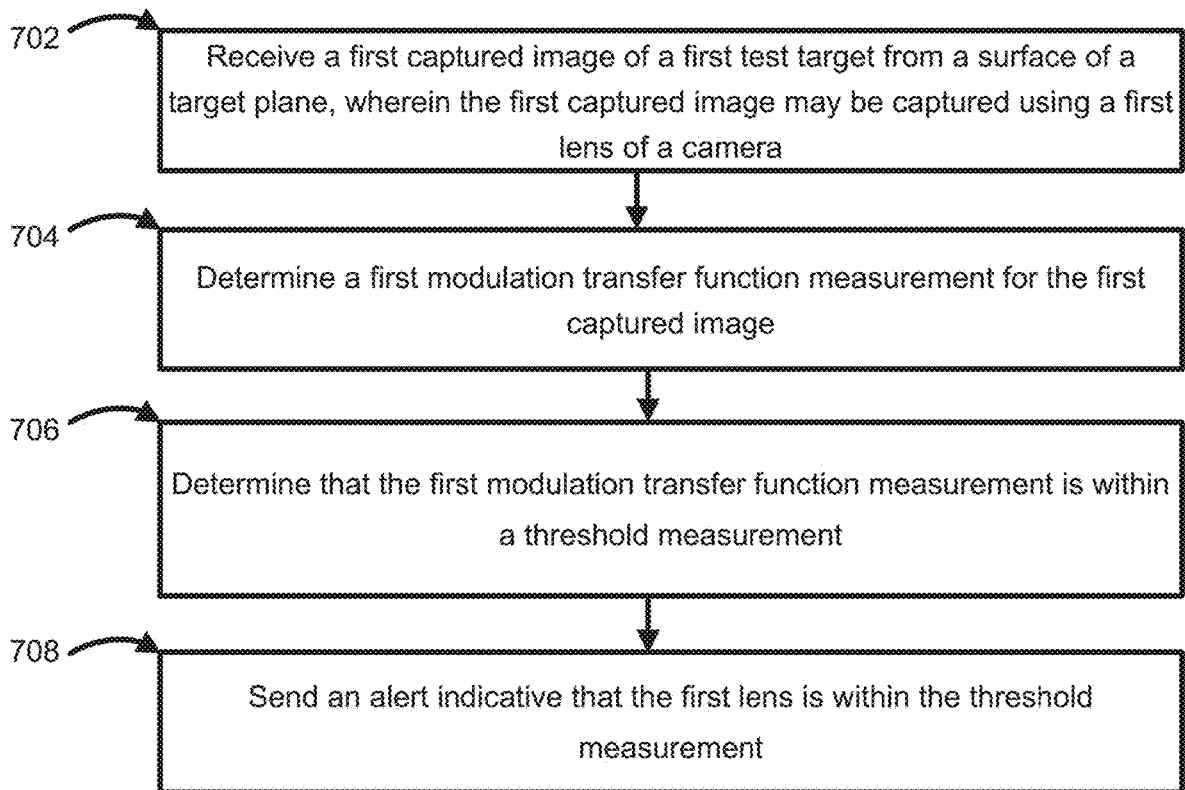 702
Receive a first captured image of a first test target from a surface of a
target plane, wherein the first captured image may be captured using a first
lens of a camera
704
Determine a first modulation transfer function measurement for the first
captured image
706
Determine that the first modulation transfer function measurement is within
a threshold measurement
708
Send an alert indicative that the first lens is within the threshold
measurement